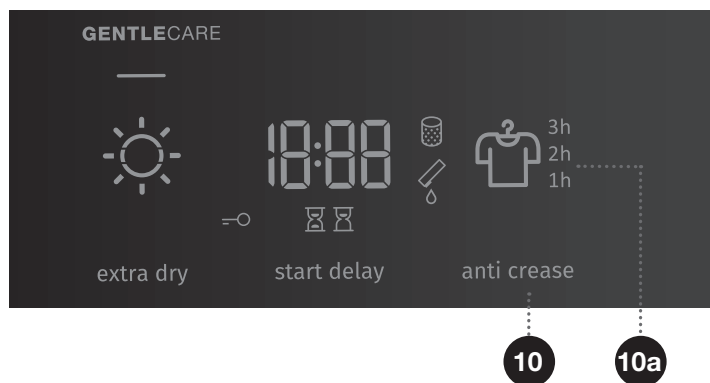 GENTLECARE
18:88
3h
2h
1h
extra dry
start delay
anti crease
10
10a